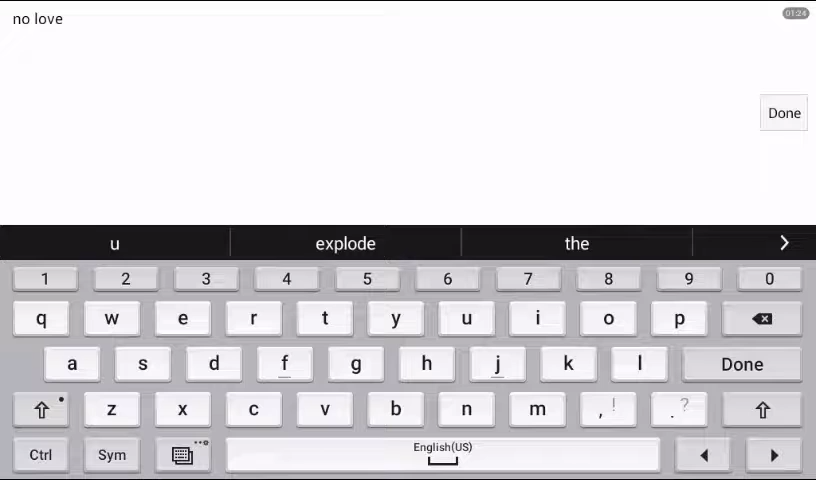 no love
01:24
Done
u explode the
1 2 3 4 5 6 7 8 9 0
q w e r t y u i o p
a s d f g h j k l Done
z x c v b n m , ! . ?
Ctrl Sym English(US)